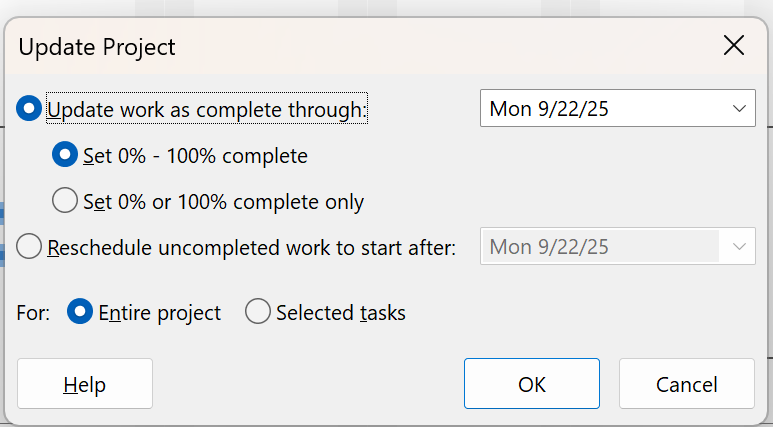 Update Project
Update work as complete through: Mon 9/22/25
Set 0% - 100% complete
Set 0% or 100% complete only
Reschedule uncompleted work to start after: Mon 9/22/25
For: Entire project Selected tasks
Help OK Cancel